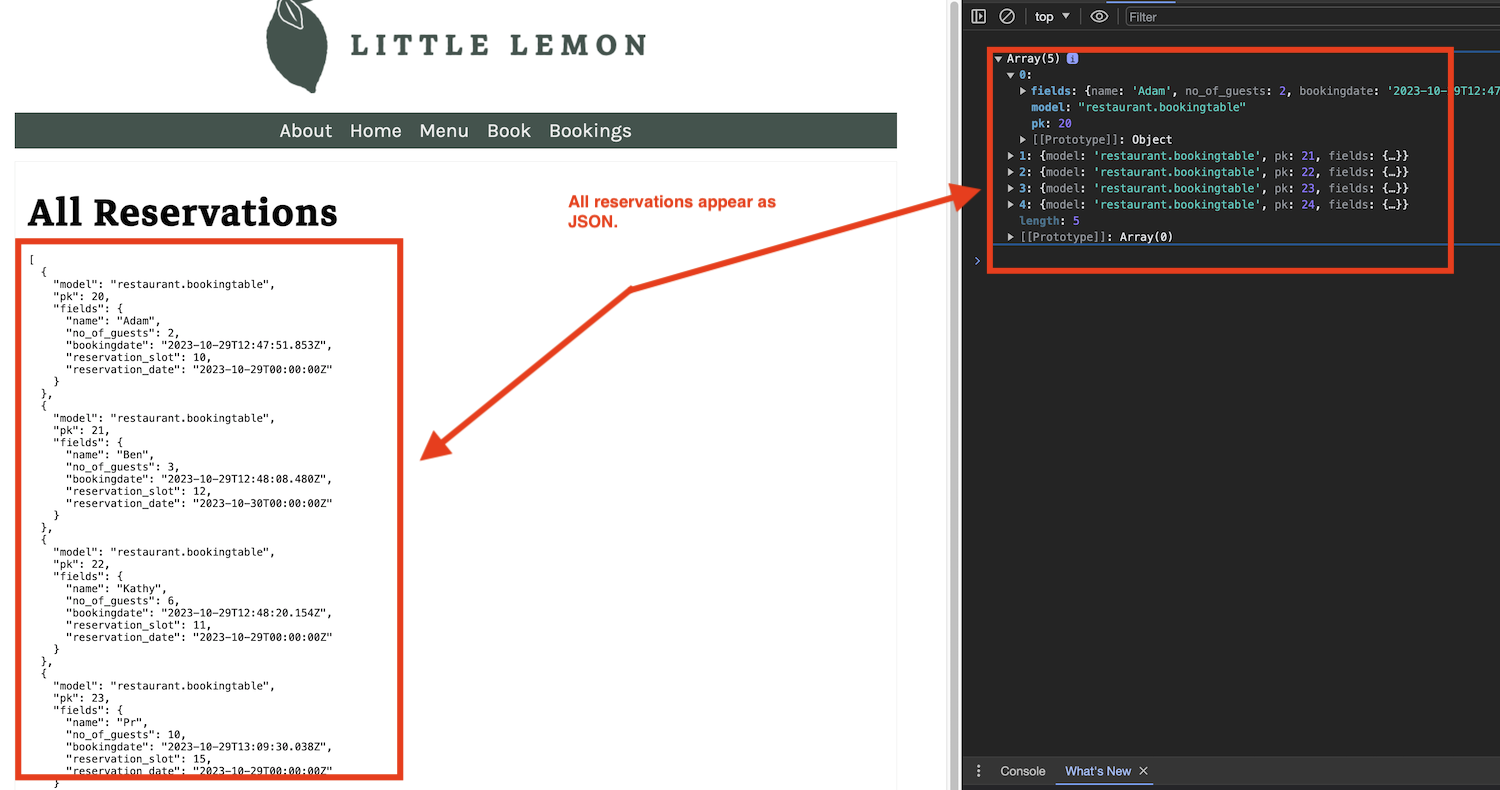 LITTLE LEMON
About Home Menu Book Bookings
All Reservations
[
  {
    "model": "restaurant.bookingtable",
    "pk": 20,
    "fields": {
      "name": "Adam",
      "no_of_guests": 2,
      "bookingdate": "2023-10-29T12:47:51.853Z",
      "reservation_slot": 10,
      "reservation_date": "2023-10-29T00:00:00Z"
    }
  },
  {
    "model": "restaurant.bookingtable",
    "pk": 21,
    "fields": {
      "name": "Ben",
      "no_of_guests": 3,
      "bookingdate": "2023-10-29T12:48:08.480Z",
      "reservation_slot": 12,
      "reservation_date": "2023-10-30T00:00:00Z"
    }
  },
  {
    "model": "restaurant.bookingtable",
    "pk": 22,
    "fields": {
      "name": "Kathy",
      "no_of_guests": 6,
      "bookingdate": "2023-10-29T12:48:20.154Z",
      "reservation_slot": 11,
      "reservation_date": "2023-10-29T00:00:00Z"
    }
  },
  {
    "model": "restaurant.bookingtable",
    "pk": 23,
    "fields": {
      "name": "Pr",
      "no_of_guests": 10,
      "bookingdate": "2023-10-29T13:09:30.038Z",
      "reservation_slot": 15,
      "reservation_date": "2023-10-29T00:00:00Z"
    }
All reservations appear as
JSON.
top
Filter
Array(5) i
0:
fields: {name: 'Adam', no_of_guests: 2, bookingdate: '2023-10-29T12:47
model: "restaurant.bookingtable"
pk: 20
[[Prototype]]: Object
1: {model: 'restaurant.bookingtable', pk: 21, fields: {…}}
2: {model: 'restaurant.bookingtable', pk: 22, fields: {…}}
3: {model: 'restaurant.bookingtable', pk: 23, fields: {…}}
4: {model: 'restaurant.bookingtable', pk: 24, fields: {…}}
length: 5
[[Prototype]]: Array(0)
Console What's New